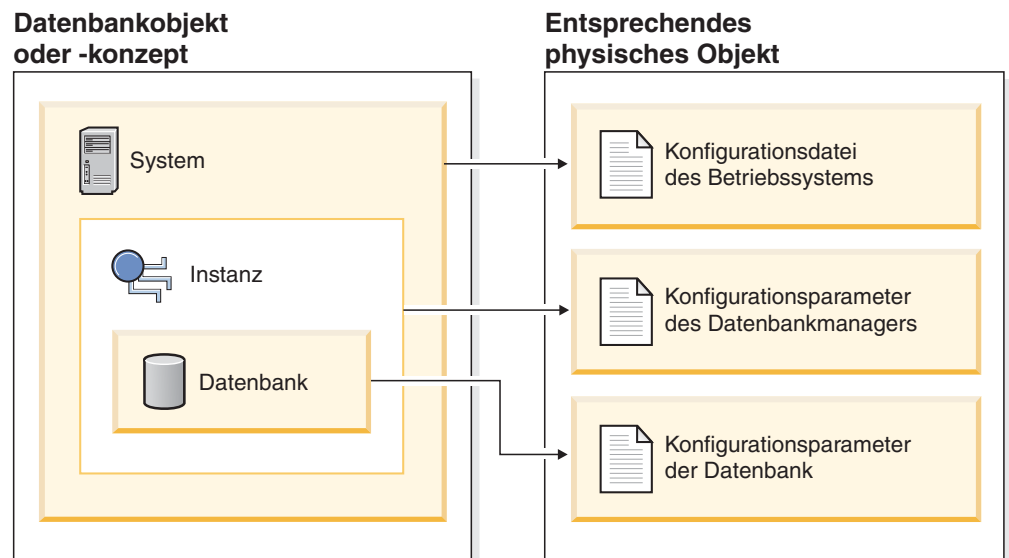 Datenbankobjekt
oder -konzept
Entsprechendes
physisches Objekt
System
Konfigurationsdatei
des Betriebssystems
Instanz
Konfigurationsparameter
des Datenbankmanagers
Datenbank
Konfigurationsparameter
der Datenbank